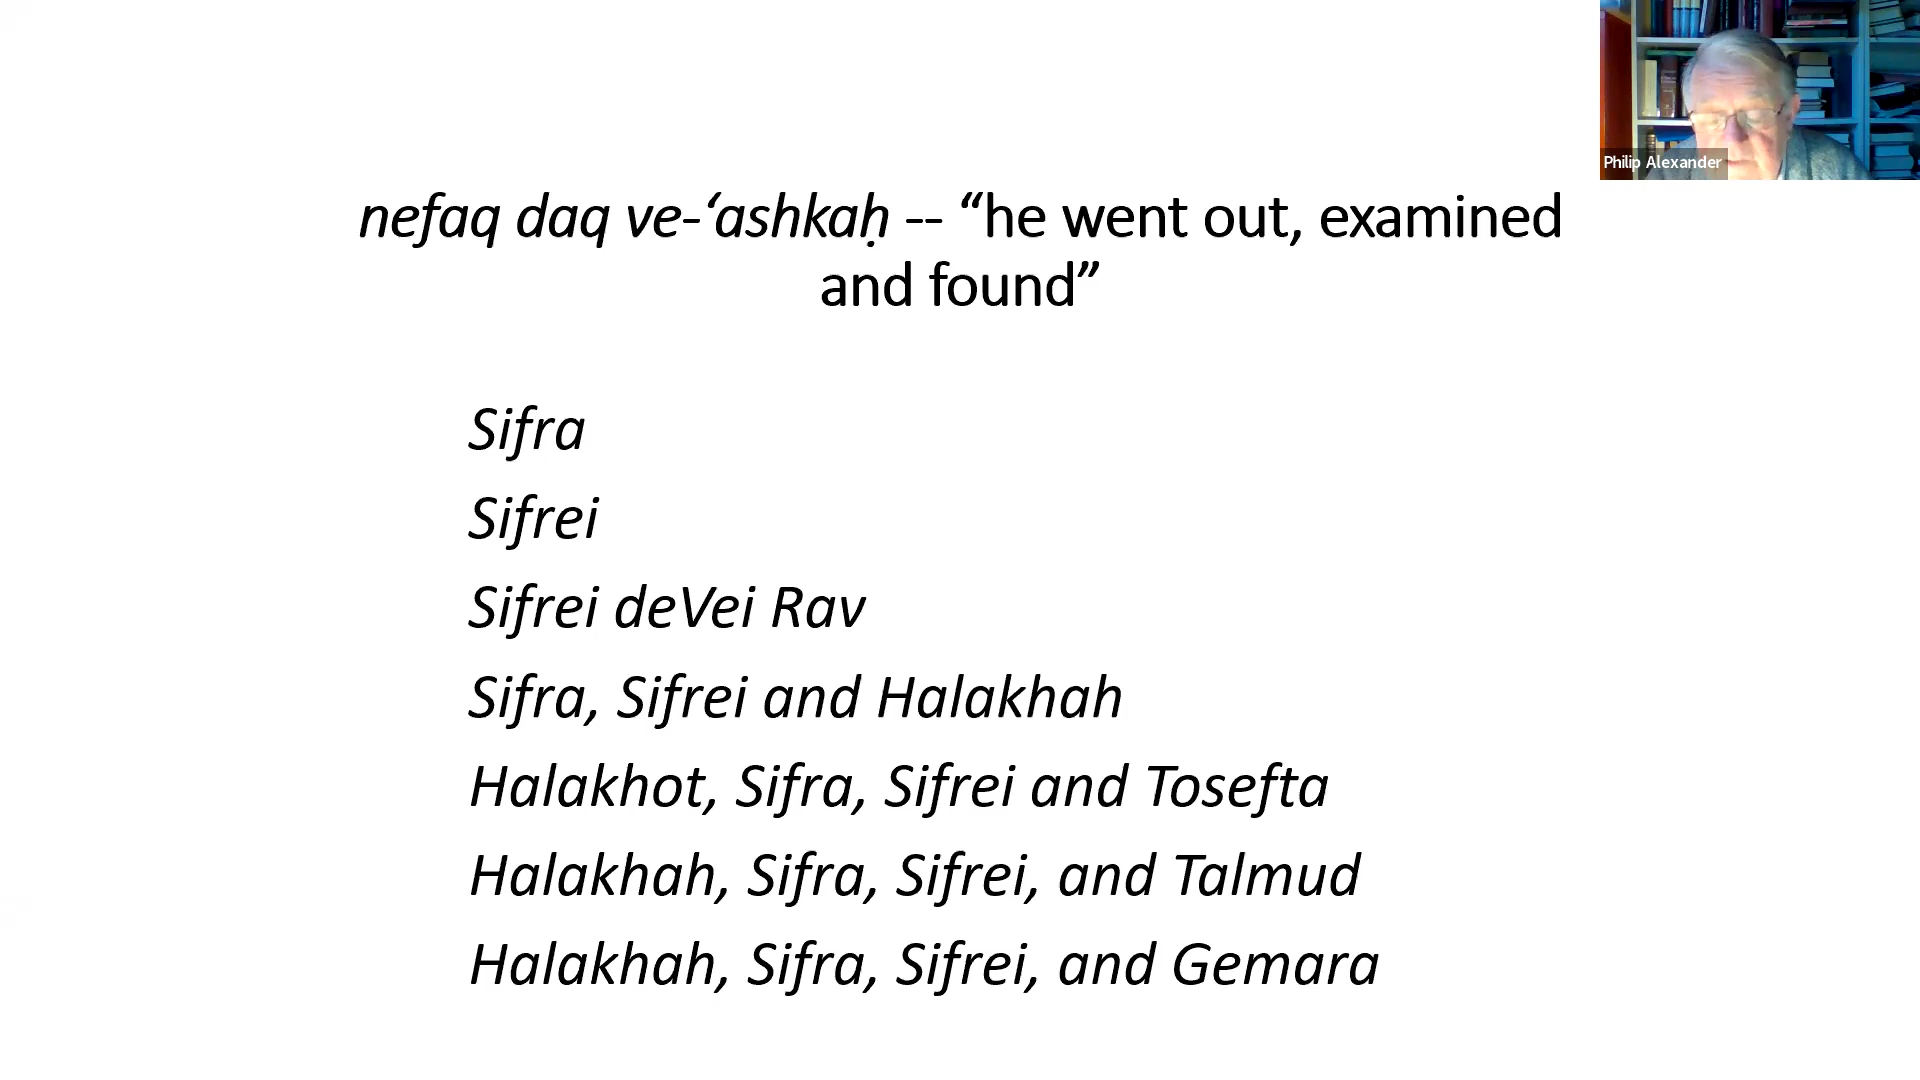 Philip Alexander
nefaq daq ve-‘ashkaḥ -- “he went out, examined
and found”
Sifra
Sifrei
Sifrei deVei Rav
Sifra, Sifrei and Halakhah
Halakhot, Sifra, Sifrei and Tosefta
Halakhah, Sifra, Sifrei, and Talmud
Halakhah, Sifra, Sifrei, and Gemara